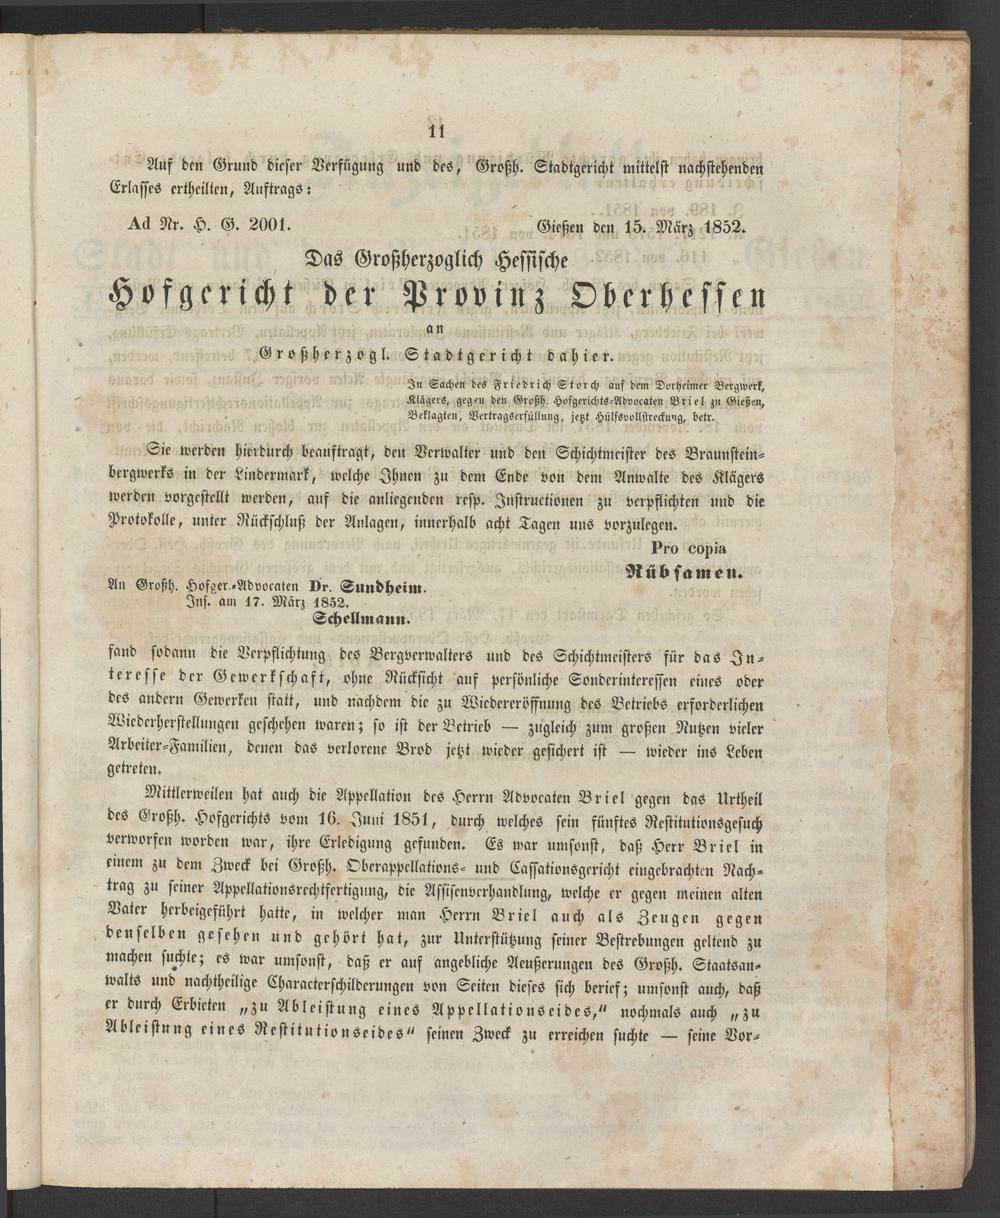 11
Auf den Grund dieser Verfügung und des, Großh. Stadtgericht mittelst nachstehenden
Erlasses ertheilten, Auftrags:
Ad Nr. H. G. 2001. Gießen den 15. März 1852.
Das Großherzoglich Hessische
Hofgericht der Provinz Oberhessen
an
Großherzogl. Stadtgericht dahier.
In Sachen des Friedrich Storch auf dem Dorheimer Bergwerk,
Klägers, gegen den Großh. Hofgerichts-Advocaten Briel zu Gießen,
Beklagten, Vertragserfüllung, jetzt Hülfsvollstreckung, betr.
Sie werden hierdurch beauftragt, den Verwalter und den Schichtmeister des Braunstein-
bergwerks in der Lindermark, welche Ihnen zu dem Ende von dem Anwalte des Klägers
werden vorgestellt werden, auf die anliegenden resp. Instructionen zu verpflichten und die
Protokolle, unter Rückschluß der Anlagen, innerhalb acht Tagen uns vorzulegen.
Pro copia
Rübsamen.
An Großh. Hofger.-Advocaten Dr. Sundheim.
Ins. am 17. März 1852.
Schellmann.
fand sodann die Verpflichtung des Bergverwalters und des Schichtmeisters für das In-
teresse der Gewerkschaft, ohne Rücksicht auf persönliche Sonderinteressen eines oder
des andern Gewerken statt, und nachdem die zu Wiedereröffnung des Betriebs erforderlichen
Wiederherstellungen geschehen waren; so ist der Betrieb — zugleich zum großen Nutzen vieler
Arbeiter-Familien, denen das verlorene Brod jetzt wieder gesichert ist — wieder ins Leben
getreten.
Mittlerweilen hat auch die Appellation des Herrn Advocaten Briel gegen das Urtheil
des Großh. Hofgerichts vom 16. Juni 1851, durch welches sein fünftes Restitutionsgesuch
verworfen worden war, ihre Erledigung gefunden. Es war umsonst, daß Herr Briel in
einem zu dem Zweck bei Großh. Oberappellations- und Cassationsgericht eingebrachten Nach-
trag zu seiner Appellationsrechtfertigung, die Assisenverhandlung, welche er gegen meinen alten
Vater herbeigeführt hatte, in welcher man Herrn Briel auch als Zeugen gegen
denselben gesehen und gehört hat, zur Unterstützung seiner Bestrebungen geltend zu
machen suchte; es war umsonst, daß er auf angebliche Aeußerungen des Großh. Staatsan-
walts und nachtheilige Characterschilderungen von Seiten dieses sich berief; umsonst auch, daß
er durch Erbieten „zu Ableistung eines Appellationseides,“ nochmals auch „zu
Ableistung eines Restitutionseides“ seinen Zweck zu erreichen suchte — seine Vor-